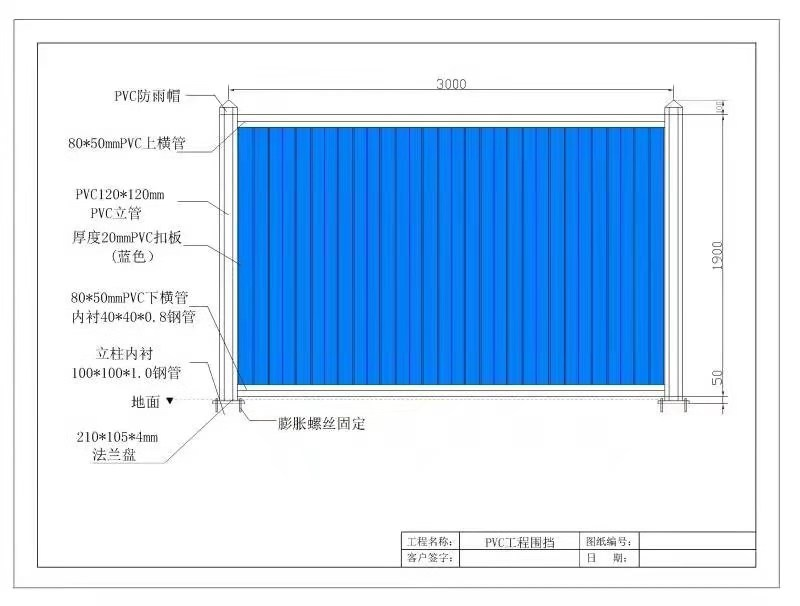 3000
PVC防雨帽
100
80*50mmPVC上横管
PVC120*120mm
PVC立管
厚度20mmPVC扣板
(蓝色)
1900
80*50mmPVC下横管
内衬40*40*0.8钢管
立柱内衬
100*100*1.0钢管
50
地面
膨胀螺丝固定
210*105*4mm
法兰盘
工程名称: PVC工程围挡 图纸编号:
客户签字: 日 期: